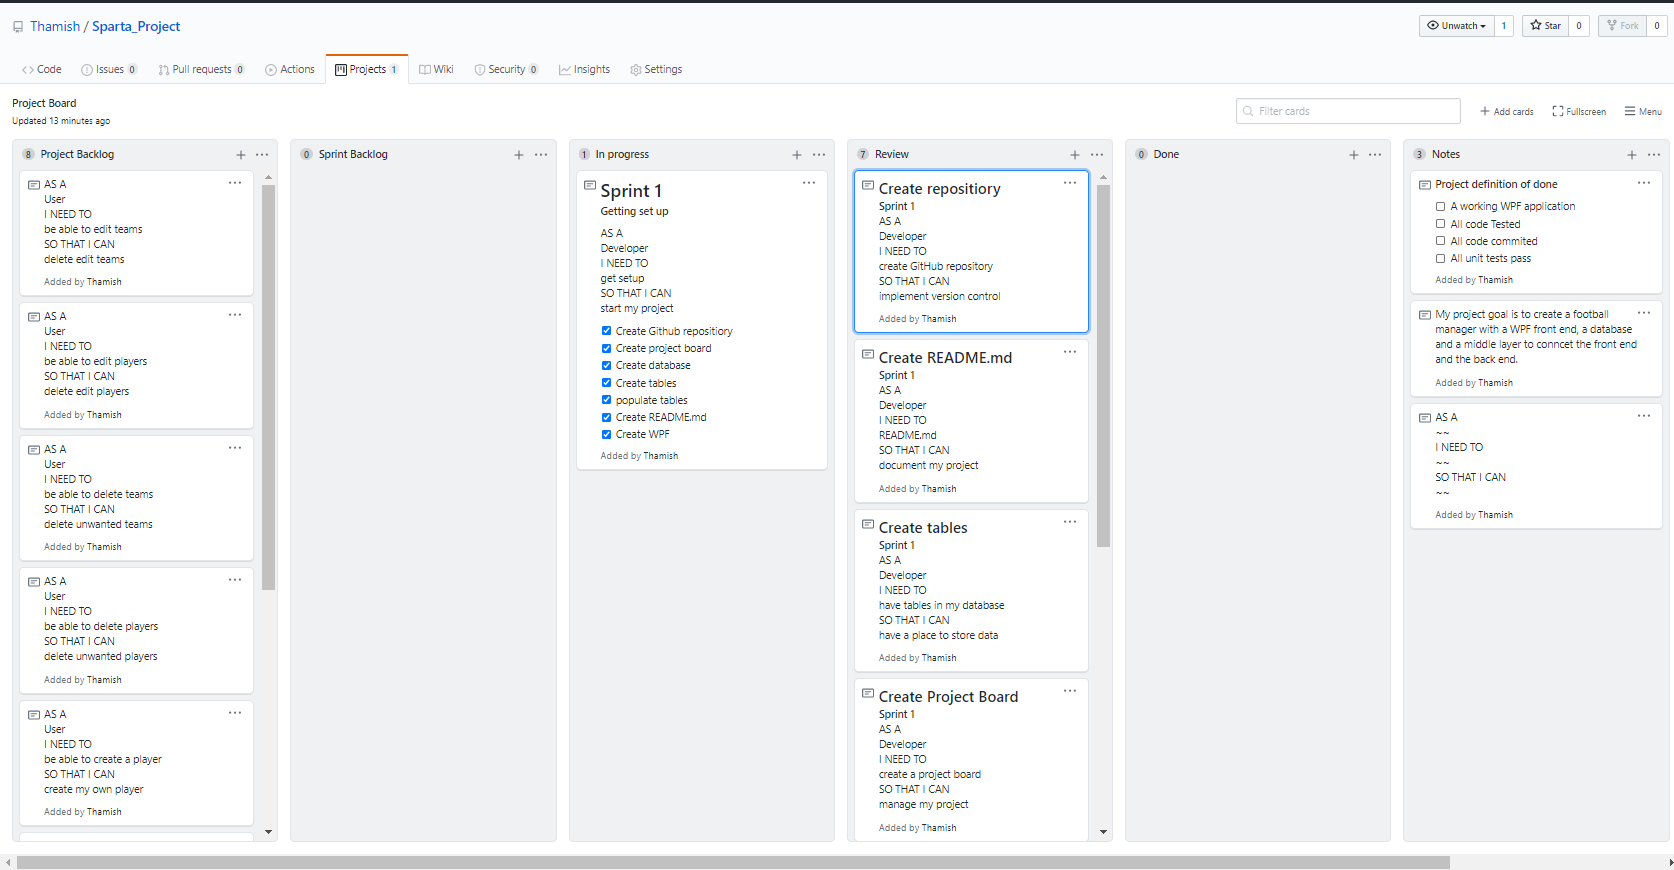 Thamish / Sparta_Project
Unwatch 1 Star 0 Fork 0
Code Issues 0 Pull requests 0 Actions Projects 1 Wiki Security 0 Insights Settings
Project Board
Updated 13 minutes ago
Filter cards
Add cards Fullscreen Menu
8 Project Backlog
AS A
User
I NEED TO
be able to edit teams
SO THAT I CAN
delete edit teams
Added by Thamish
AS A
User
I NEED TO
be able to edit players
SO THAT I CAN
delete edit players
Added by Thamish
AS A
User
I NEED TO
be able to delete teams
SO THAT I CAN
delete unwanted teams
Added by Thamish
AS A
User
I NEED TO
be able to delete players
SO THAT I CAN
delete unwanted players
Added by Thamish
AS A
User
I NEED TO
be able to create a player
SO THAT I CAN
create my own player
Added by Thamish
0 Sprint Backlog
1 In progress
Sprint 1
Getting set up
AS A
Developer
I NEED TO
get setup
SO THAT I CAN
start my project
Create Github repositiory
Create project board
Create database
Create tables
populate tables
Create README.md
Create WPF
Added by Thamish
7 Review
Create repositiory
Sprint 1
AS A
Developer
I NEED TO
create GitHub repository
SO THAT I CAN
implement version control
Added by Thamish
Create README.md
Sprint 1
AS A
Developer
I NEED TO
README.md
SO THAT I CAN
document my project
Added by Thamish
Create tables
Sprint 1
AS A
Developer
I NEED TO
have tables in my database
SO THAT I CAN
have a place to store data
Added by Thamish
Create Project Board
Sprint 1
AS A
Developer
I NEED TO
create a project board
SO THAT I CAN
manage my project
Added by Thamish
0 Done
3 Notes
Project definition of done
A working WPF application
All code Tested
All code commited
All unit tests pass
Added by Thamish
My project goal is to create a football
manager with a WPF front end, a database
and a middle layer to conncet the front end
and the back end.
Added by Thamish
AS A
~~
I NEED TO
~~
SO THAT I CAN
~~
Added by Thamish